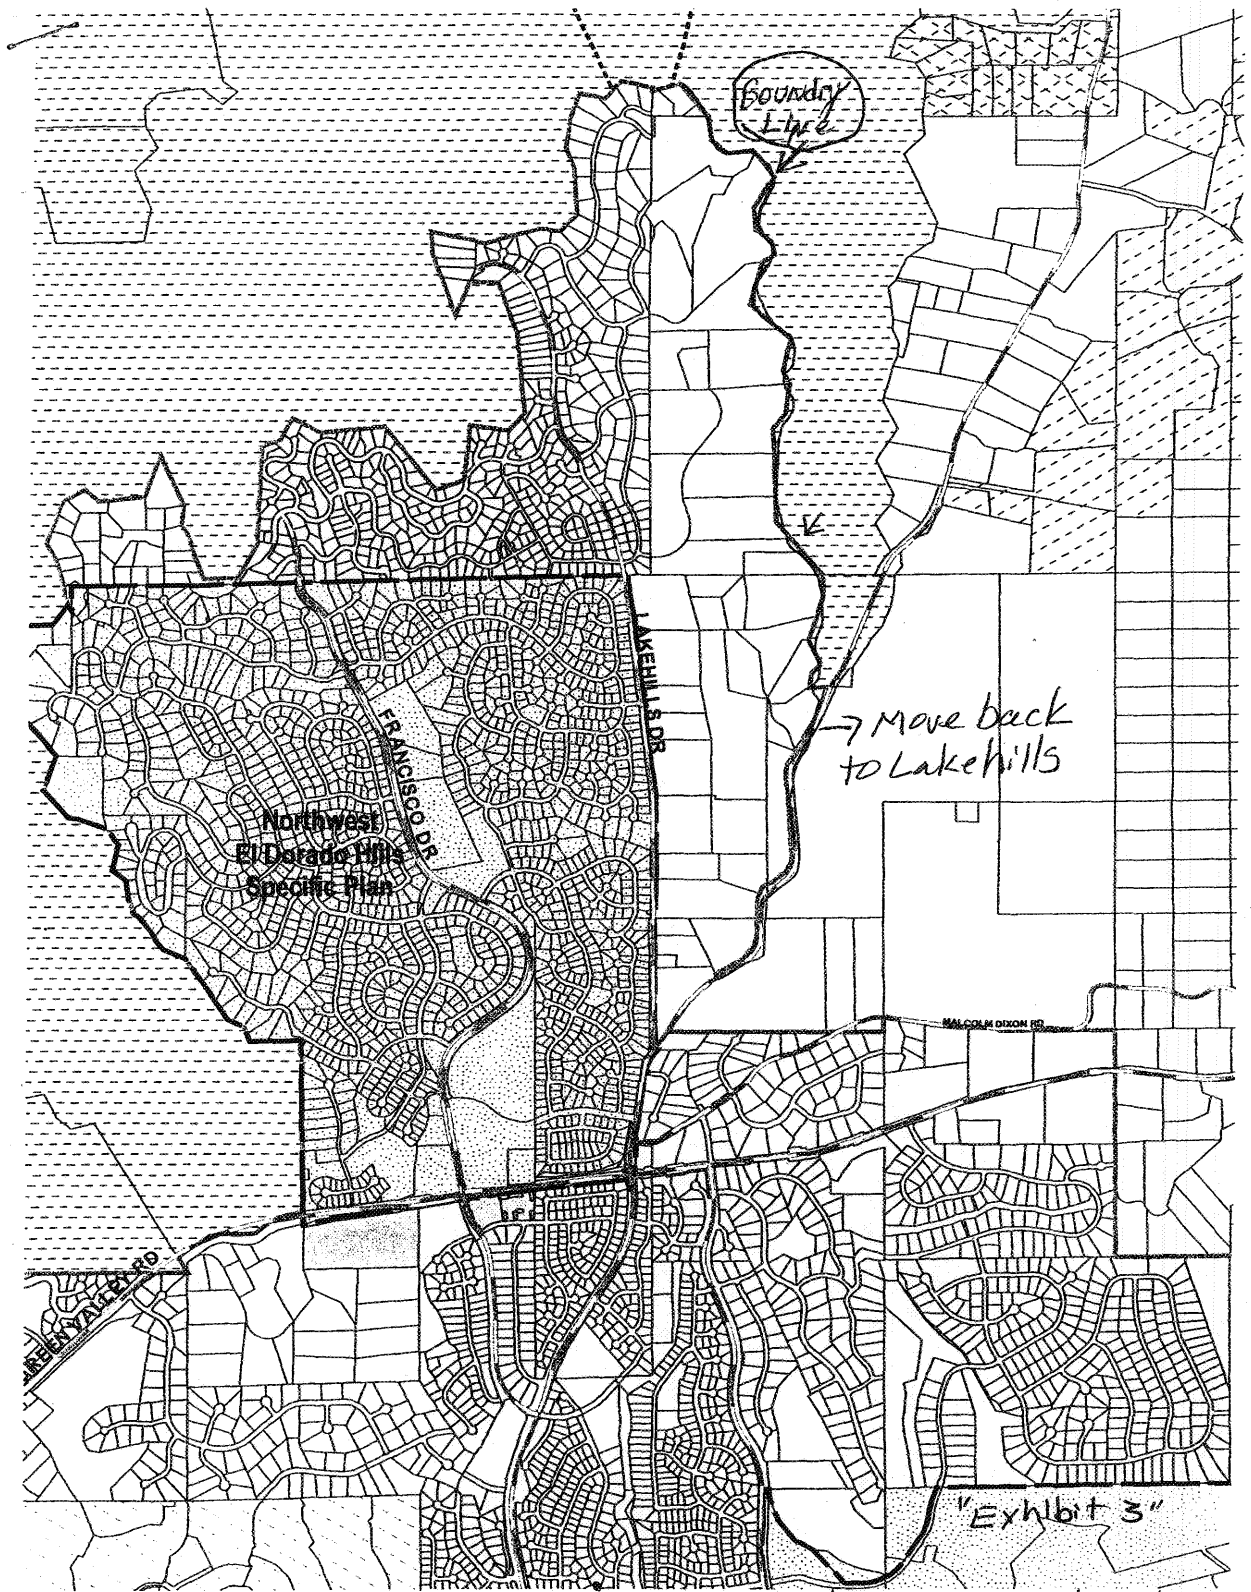 Boundry
Line
LAKEHILLS DR
FRANCISCO DR
→ Move back
to Lakehills
Northwest
El Dorado Hills
Specific Plan
MALCOLM DIXON RD
GREEN VALLEY RD
"Exhibit 3"